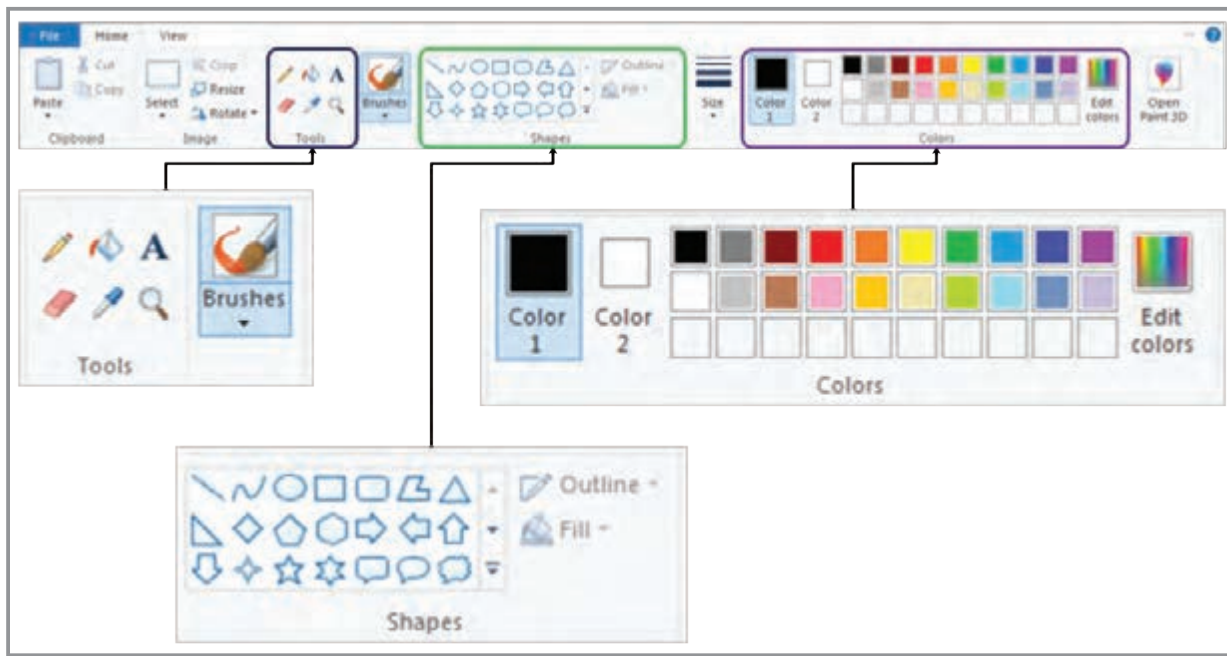 File Home View
Cut
Copy
Paste
Clipboard
Select
Crop
Resize
Rotate
Image
A
Tools
Brushes
Outline
Fill
Shapes
Size
Color 1
Color 2
Edit colors
Colors
Open Paint 3D
?
A
Tools
Brushes
Color 1
Color 2
Edit colors
Colors
Outline
Fill
Shapes